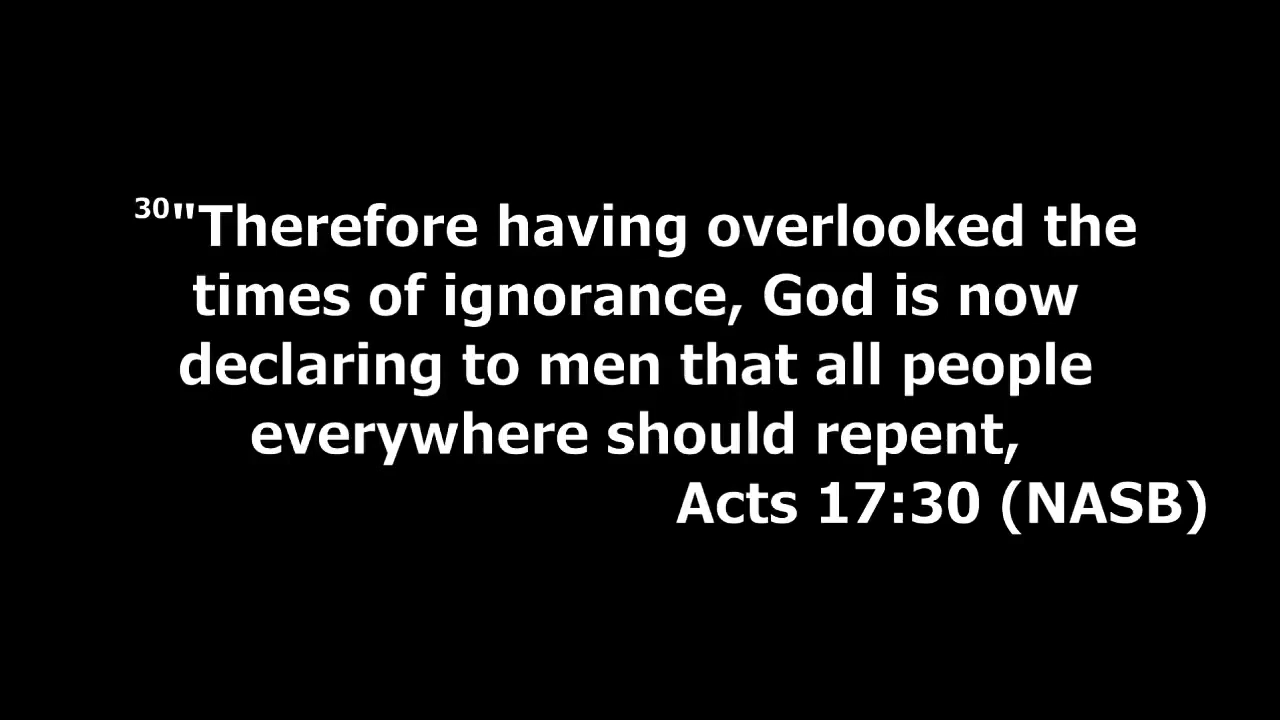 30"Therefore having overlooked the
times of ignorance, God is now
declaring to men that all people
everywhere should repent,
Acts 17:30 (NASB)